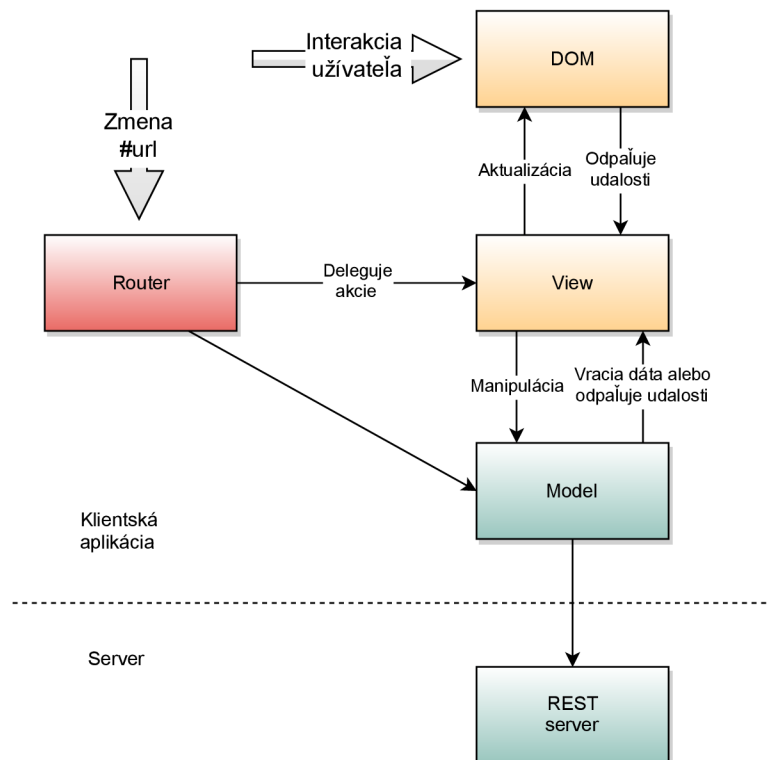 Interakcia
užívateľa
DOM
Zmena
#url
Aktualizácia
Odpaľuje
udalosti
Router
Deleguje
akcie
View
Manipulácia
Vracia dáta alebo
odpaľuje udalosti
Model
Klientská
aplikácia
Server
REST
server